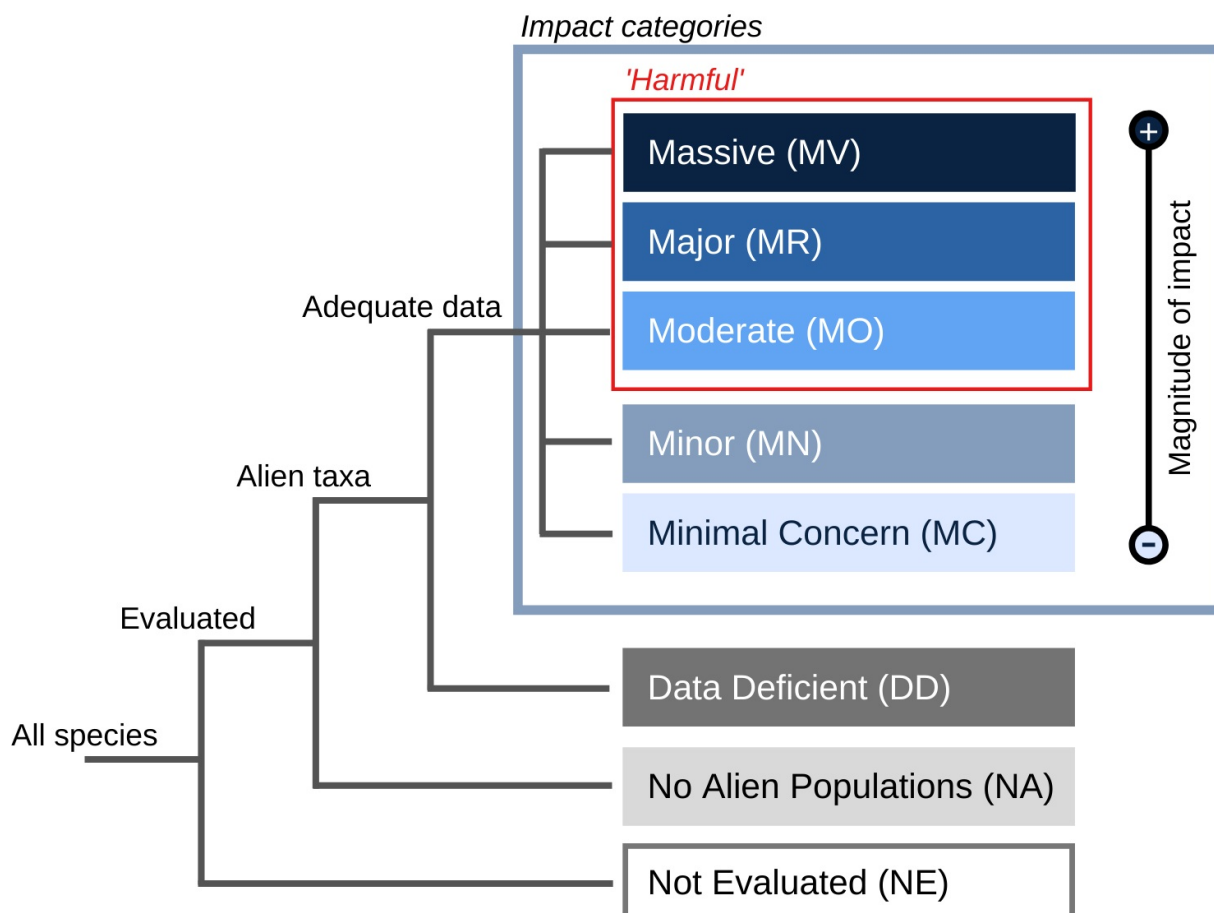 Impact categories
'Harmful'
Massive (MV)
Major (MR)
Adequate data
Moderate (MO)
Magnitude of impact
Minor (MN)
Alien taxa
Minimal Concern (MC)
Evaluated
Data Deficient (DD)
All species
No Alien Populations (NA)
Not Evaluated (NE)
+
-